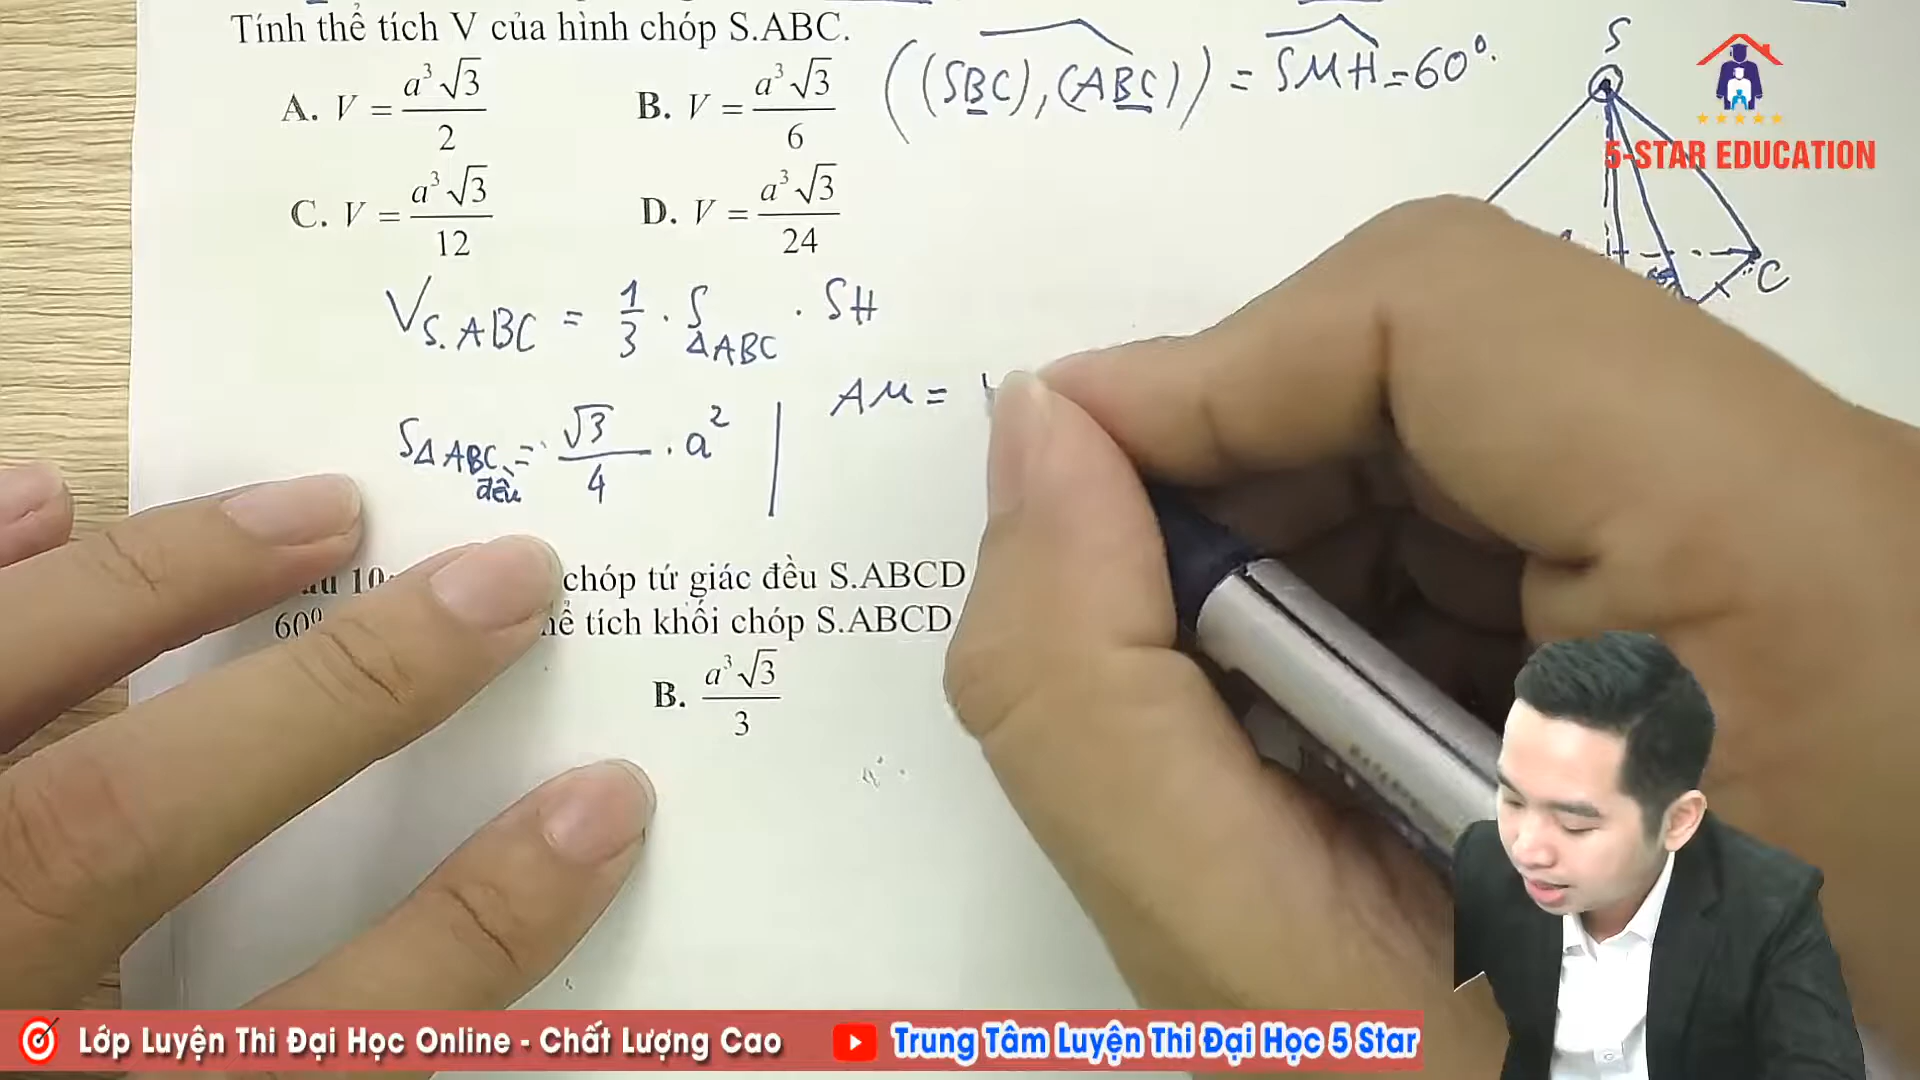 Tính thể tích V của hình chóp S.ABC.
A. V = a³√3 / 2
B. V = a³√3 / 6
C. V = a³√3 / 12
D. V = a³√3 / 24
((SBC), (ABC)) = SMH = 60°.
S
C
5-STAR EDUCATION
V S.ABC = 1/3 . S ΔABC . SH
S ΔABC đều = √3/4 . a²
AM =
10
chóp tứ giác đều S.ABCD
60⁰
tích khối chóp S.ABCD
B. a³√3 / 3
Lớp Luyện Thi Đại Học Online - Chất Lượng Cao
Trung Tâm Luyện Thi Đại Học 5 Star